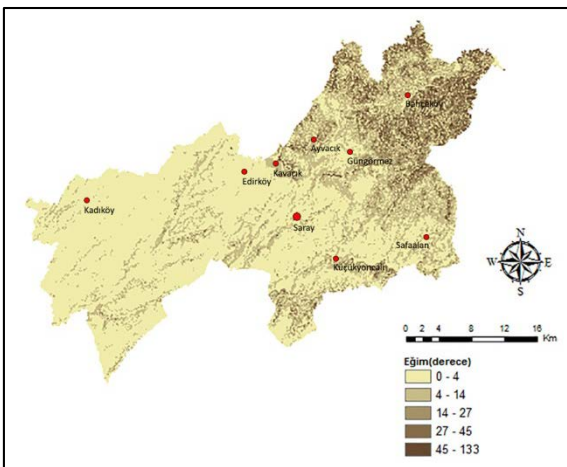 Bahçeköy
Ayvacık
Güngörmez
Kavacık
Edirköy
Kadıköy
Saray
Safaalan
Küçükyoncalı
N
W E
S
0 2 4 8 12 16
Km
Eğim(derece)
0 - 4
4 - 14
14 - 27
27 - 45
45 - 133